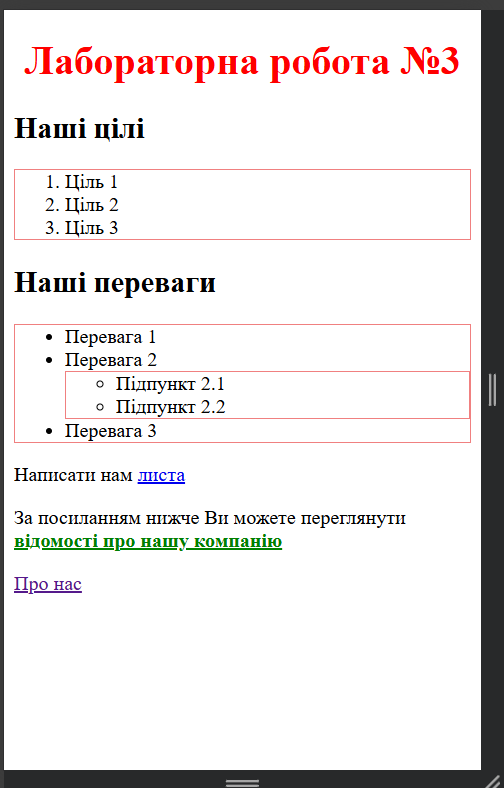 Лабораторна робота №3
Наші цілі
1. Ціль 1
2. Ціль 2
3. Ціль 3
Наші переваги
• Перевага 1
• Перевага 2
◦ Підпункт 2.1
◦ Підпункт 2.2
• Перевага 3
Написати нам листа
За посиланням нижче Ви можете переглянути
відомості про нашу компанію
Про нас